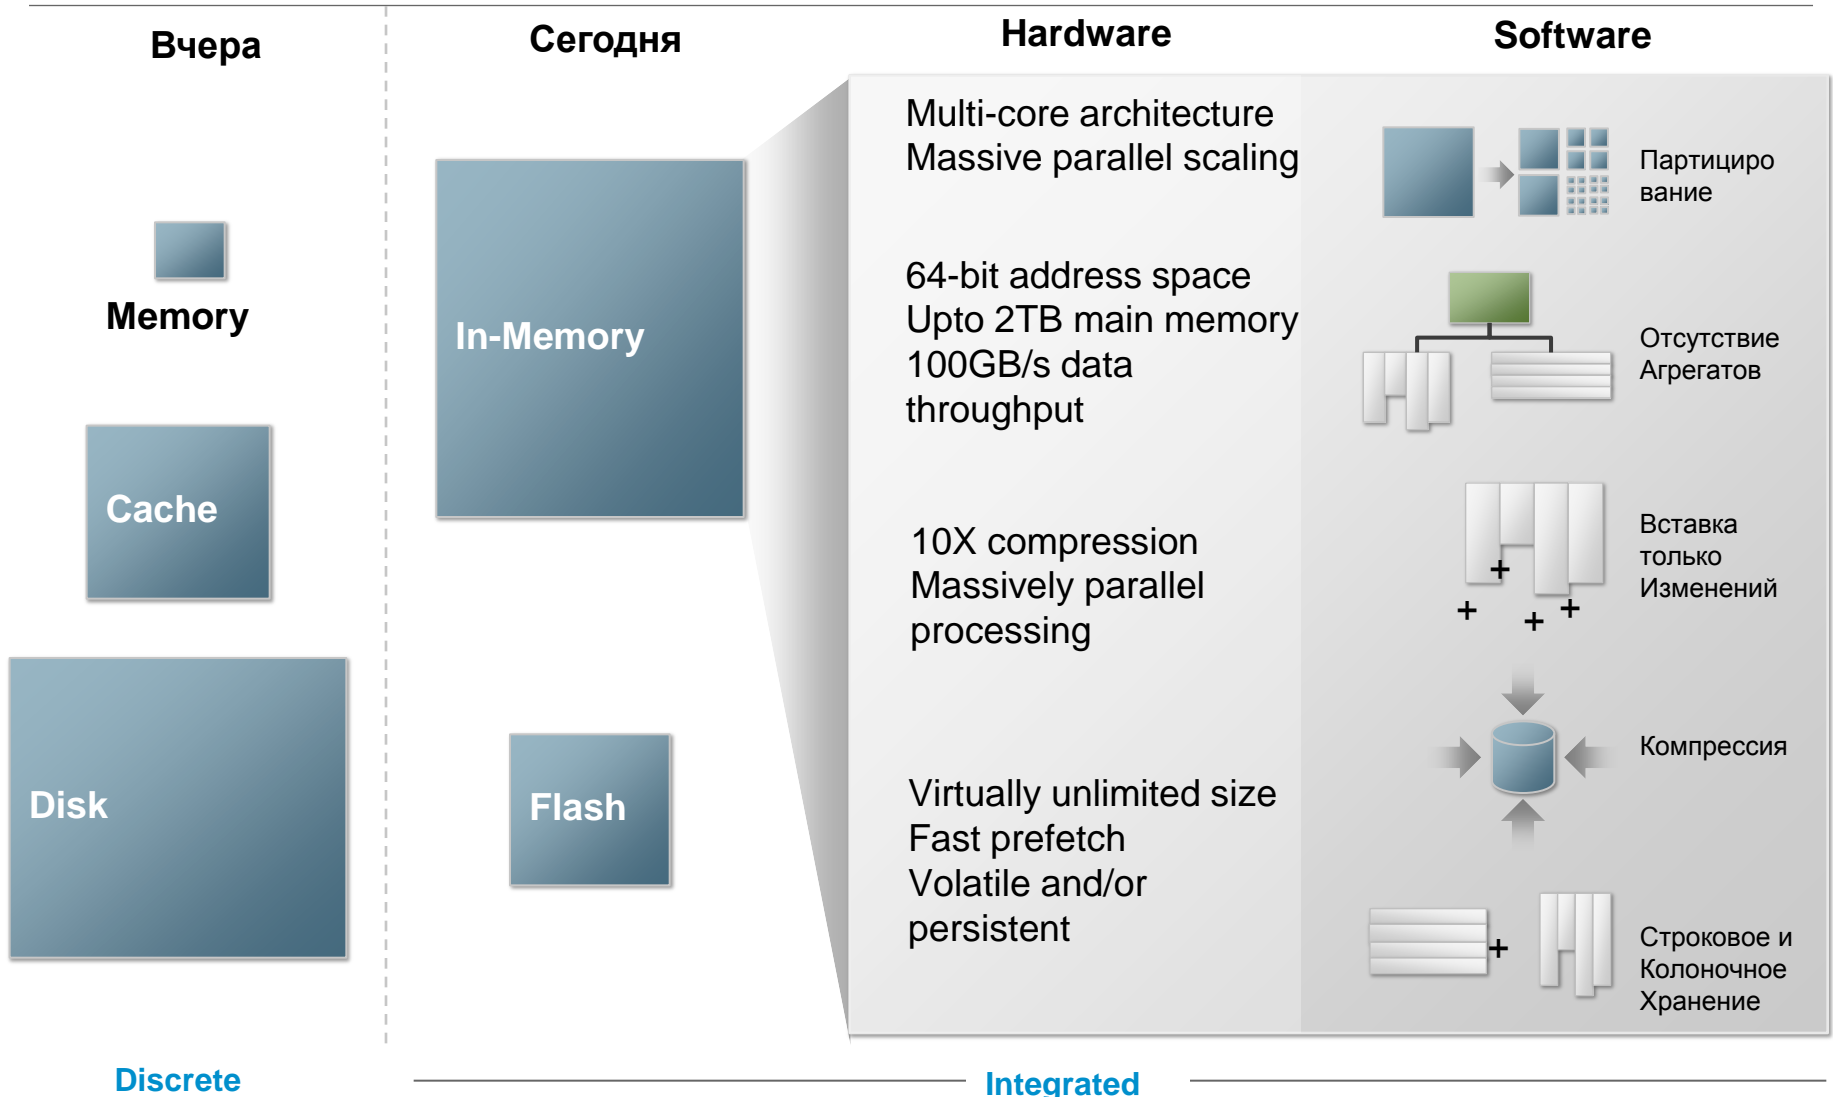 Вчера
Сегодня
Hardware
Software
Memory
Cache
Disk
In-Memory
Flash
Multi-core architecture
Massive parallel scaling
64-bit address space
Upto 2TB main memory
100GB/s data
throughput
10X compression
Massively parallel
processing
Virtually unlimited size
Fast prefetch
Volatile and/or
persistent
Партициро
вание
Отсутствие
Агрегатов
Вставка
только
Изменений
Компрессия
Строковое и
Колоночное
Хранение
Discrete
Integrated